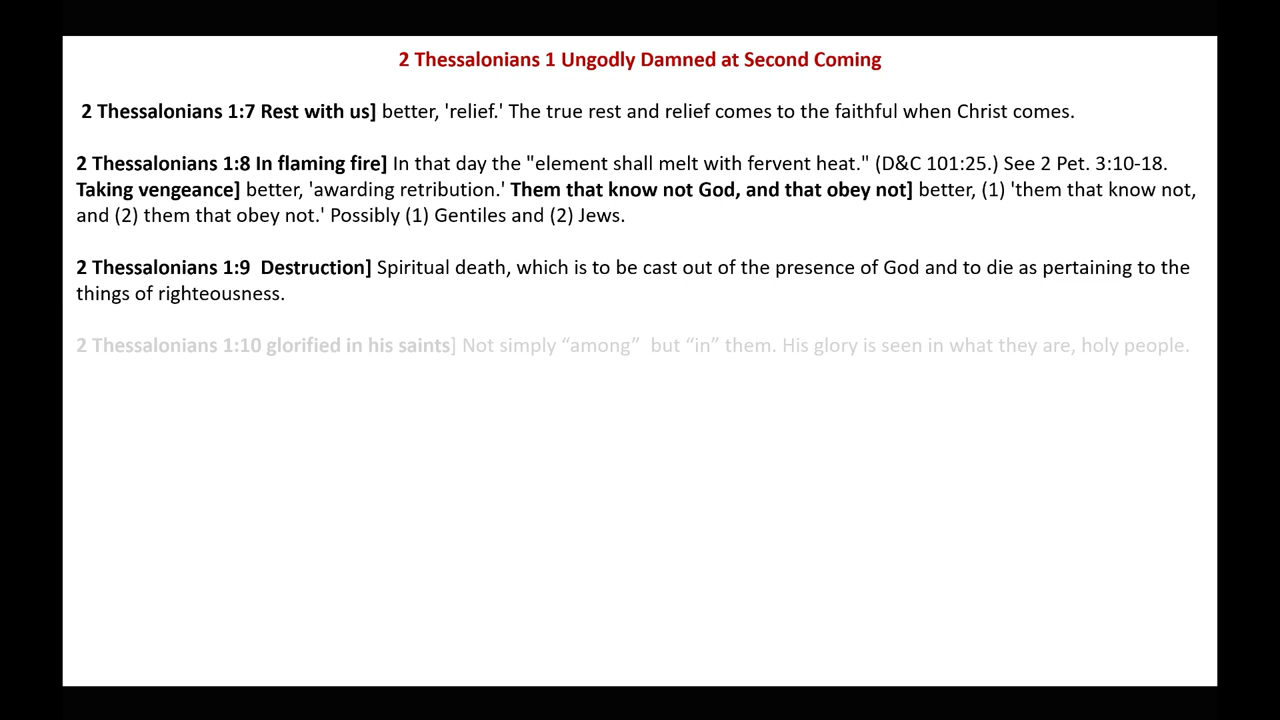 2 Thessalonians 1 Ungodly Damned at Second Coming
2 Thessalonians 1:7 Rest with us] better, 'relief.' The true rest and relief comes to the faithful when Christ comes.
2 Thessalonians 1:8 In flaming fire] In that day the "element shall melt with fervent heat." (D&C 101:25.) See 2 Pet. 3:10-18.
Taking vengeance] better, 'awarding retribution.' Them that know not God, and that obey not] better, (1) 'them that know not,
and (2) them that obey not.' Possibly (1) Gentiles and (2) Jews.
2 Thessalonians 1:9  Destruction] Spiritual death, which is to be cast out of the presence of God and to die as pertaining to the
things of righteousness.
2 Thessalonians 1:10 glorified in his saints] Not simply “among”  but “in” them. His glory is seen in what they are, holy people.